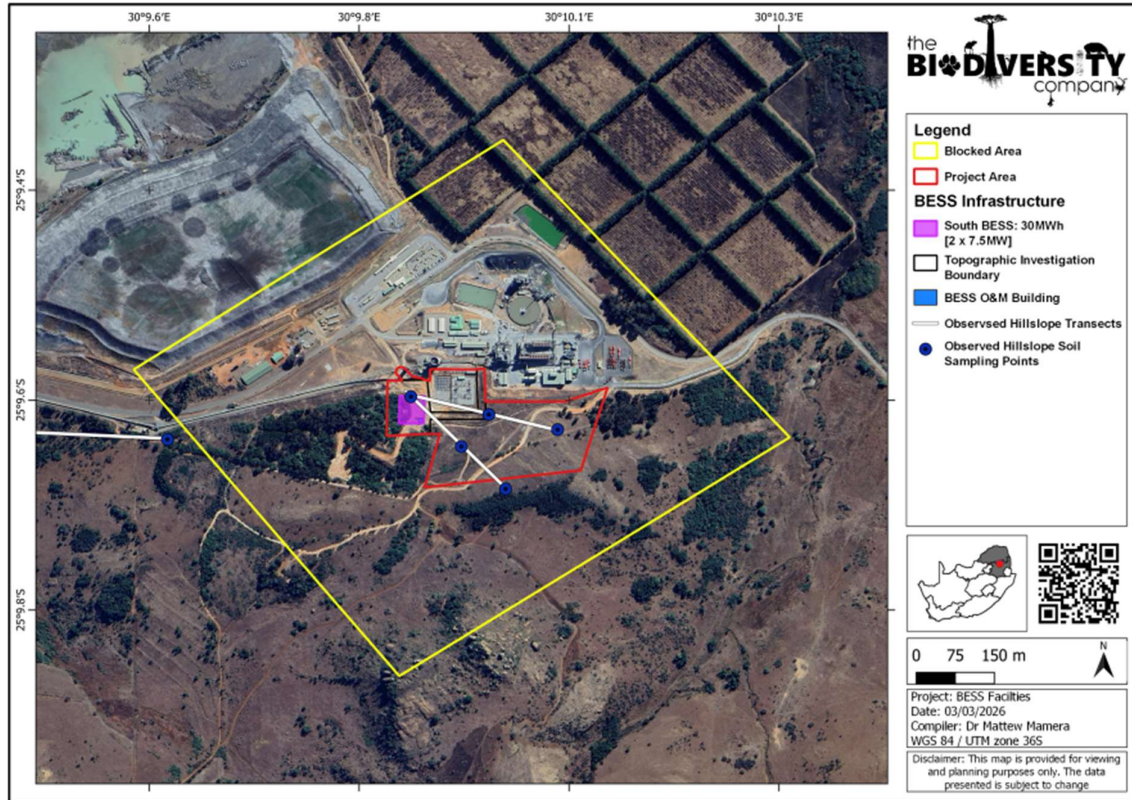 30°9.6'E 30°9.8'E 30°10.1'E 30°10.3'E
25°9.4'S
25°9.6'S
25°9.8'S
the
BIODIVERSITY
company
Legend
Blocked Area
Project Area
BESS Infrastructure
South BESS: 30MWh
[2 x 7.5MW]
Topographic Investigation
Boundary
BESS O&M Building
Observsed Hillslope Transects
Observed Hillslope Soil
Sampling Points
0 75 150 m
N
Project: BESS Facilties
Date: 03/03/2026
Compiler: Dr Mattew Mamera
WGS 84 / UTM zone 36S
Disclaimer: This map is provided for viewing
and planning purposes only. The data
presented is subject to change